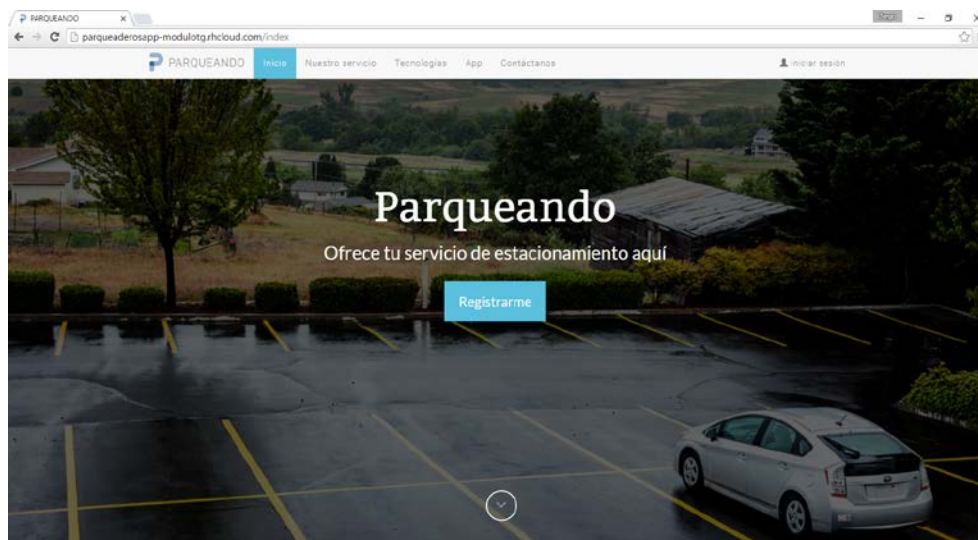 PARQUEANDO
parqueaderosapp-modulotg.rhcloud.com/index
PARQUEANDO Inicio Nuestro servicio Tecnologias App Contáctanos Iniciar sesión
Parqueando
Ofrece tu servicio de estacionamiento aquí
Registrarme